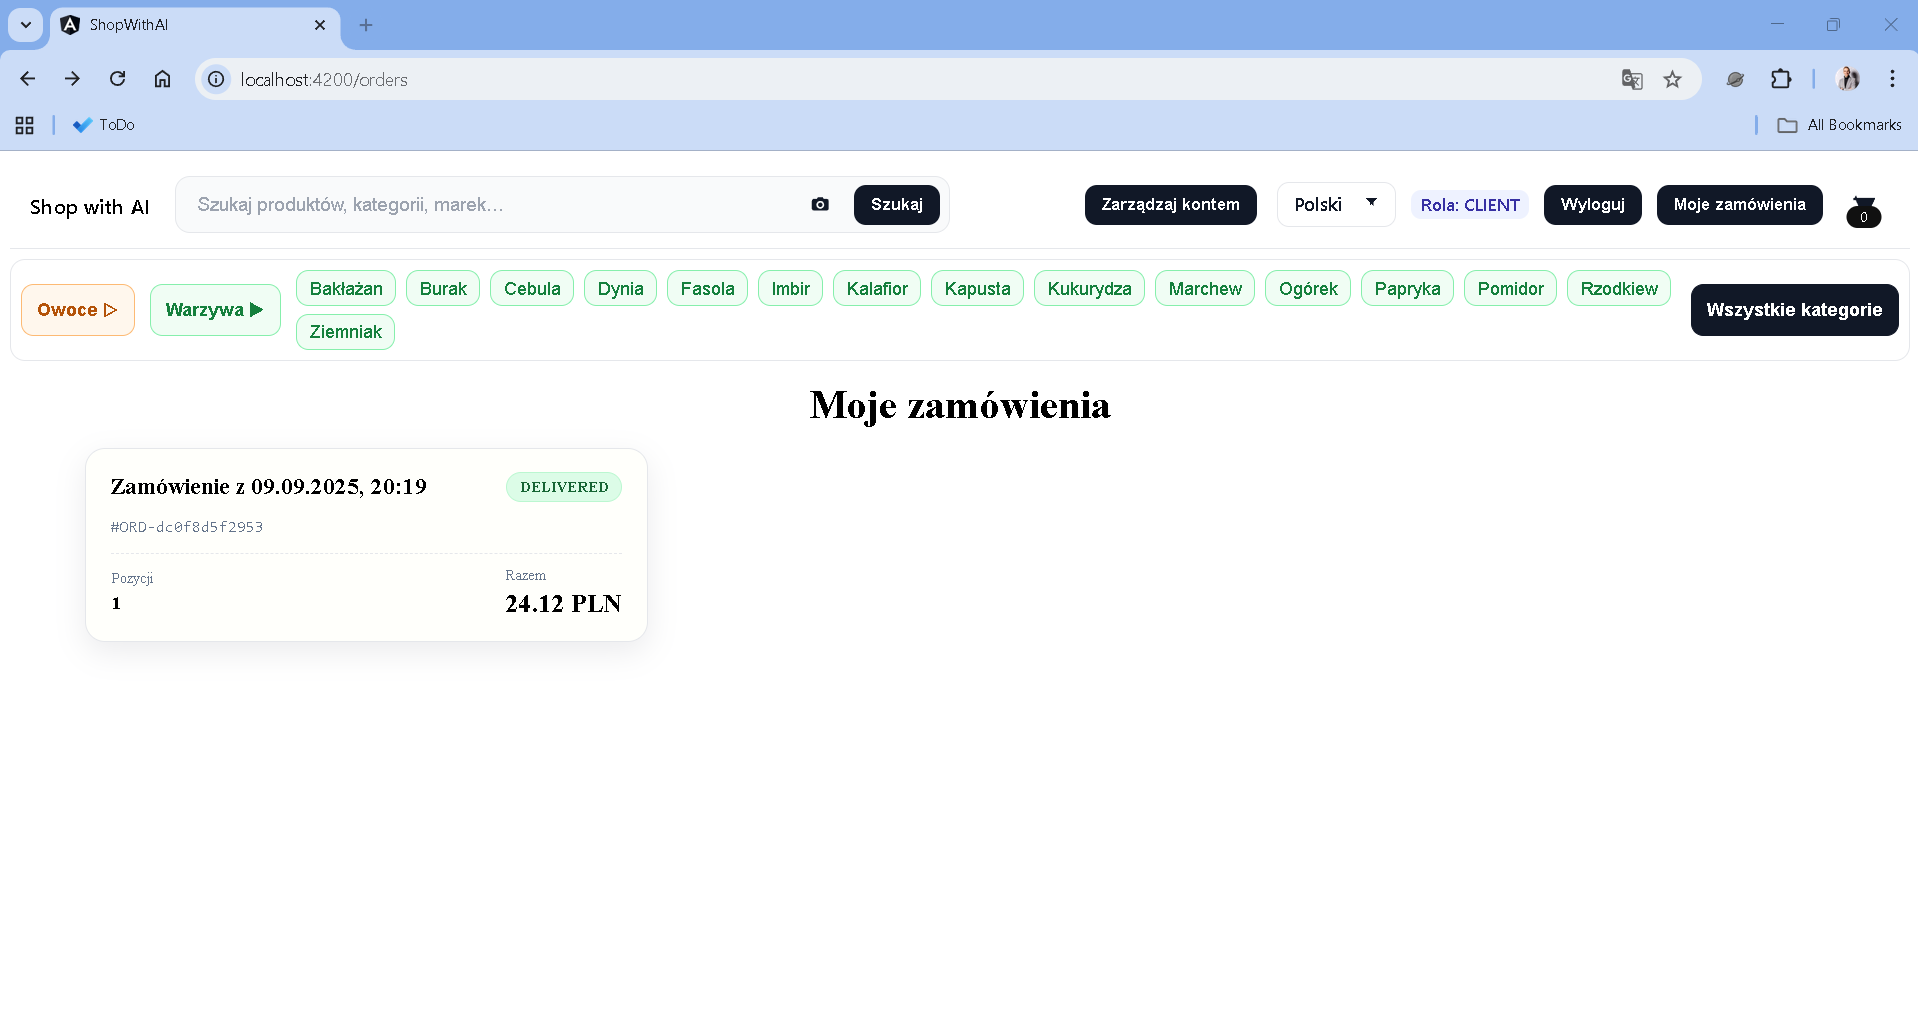 ShopWithAI
localhost:4200/orders
ToDo
All Bookmarks
Shop with AI
Szukaj produktów, kategorii, marek...
Szukaj
Zarządzaj kontem
Polski
Rola: CLIENT
Wyloguj
Moje zamówienia
0
Owoce ▷
Warzywa ▶
Bakłażan
Burak
Cebula
Dynia
Fasola
Imbir
Kalafior
Kapusta
Kukurydza
Marchew
Ogórek
Papryka
Pomidor
Rzodkiew
Ziemniak
Wszystkie kategorie
Moje zamówienia
Zamówienie z 09.09.2025, 20:19
DELIVERED
#ORD-dc0f8d5f2953
Pozycji
1
Razem
24.12 PLN